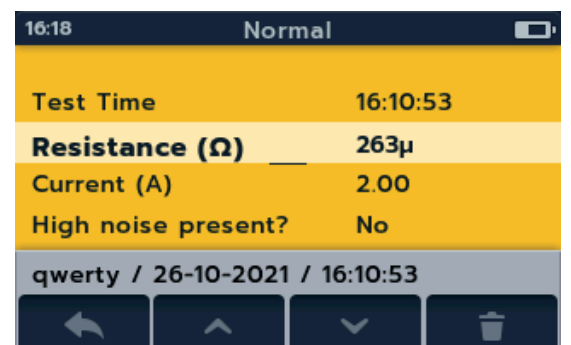 16:18 Normal
Test Time 16:10:53
Resistance (Ω) __ 263µ
Current (A) 2.00
High noise present? No
qwerty / 26-10-2021 / 16:10:53